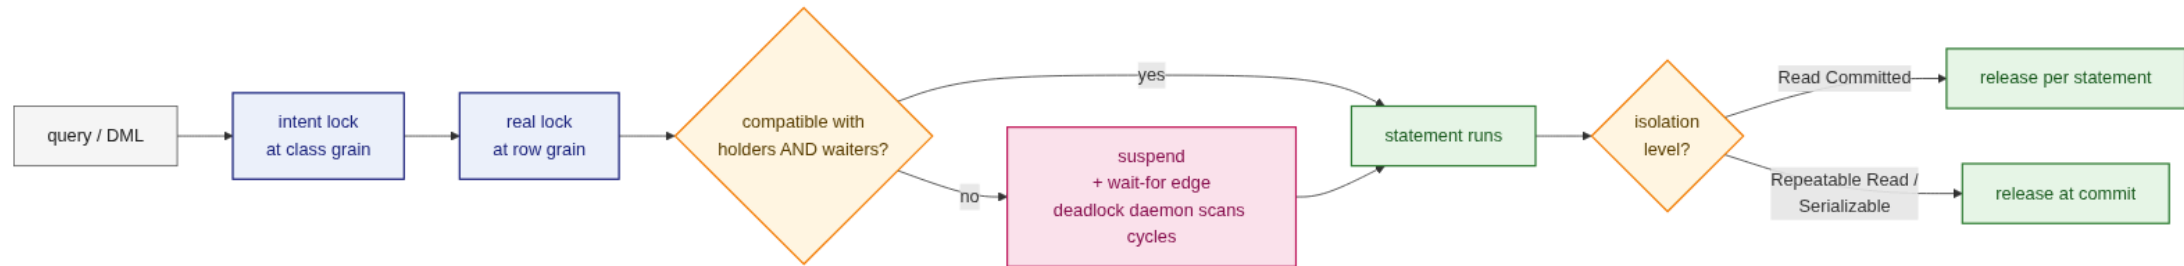 query / DML
intent lock
at class grain
real lock
at row grain
compatible with
holders AND waiters?
yes
no
suspend
+ wait-for edge
deadlock daemon scans
cycles
statement runs
isolation
level?
Read Committed
Repeatable Read /
Serializable
release per statement
release at commit